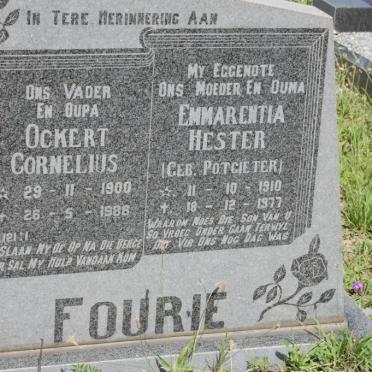 In Tere Herinnering Aan
Ons Vader
En Oupa
Ockert
Cornelius
☆ 29 - 11 - 1900
✝ 26 - 5 - 1986
121 : 1
Slaan My Oë Op Na Die Berge
Sal My Hulp Vandaan Kom.
My Eggenote
Ons Moeder En Ouma
Emmarentia
Hester
(Geb. Potgieter)
☆ 11 - 10 - 1910
✝ 18 - 12 - 1977
Waarom Moes Die Son Van U
So Vroeg Onder Gaan Terwyl
Dit Vir Ons Nog Dag Was
Fourie